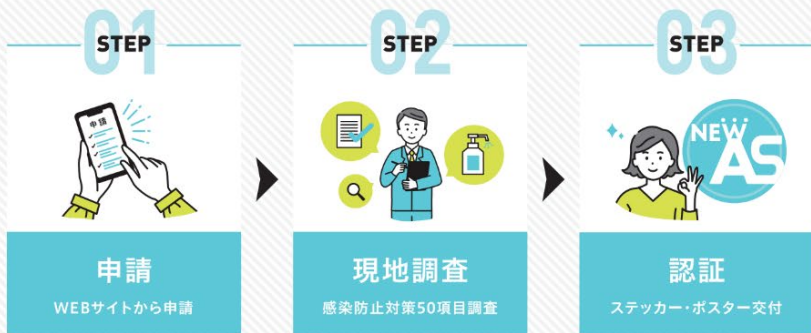 01
STEP
申請
申請
WEBサイトから申請
02
STEP
現地調査
感染防止対策50項目調査
03
STEP
NEW
AS
認証
ステッカー・ポスター交付